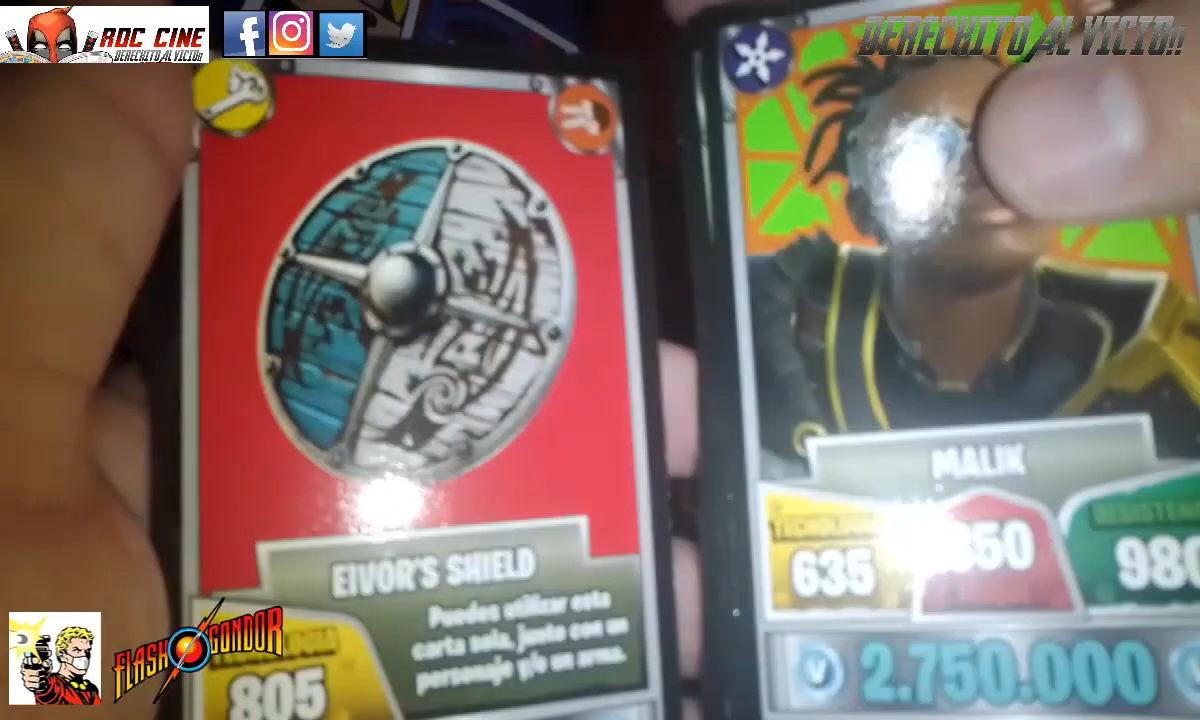 RDC CINE
DERECHITO AL VICIO!!
DERECHITO AL VICIO!!
EIVOR'S SHIELD
Puedes utilizar esta
carta sola, junto con un
personaje y/o un arma.
805
MALIK
TECNOLOGIA
635
980
2.750.000
FLASH GONDOR